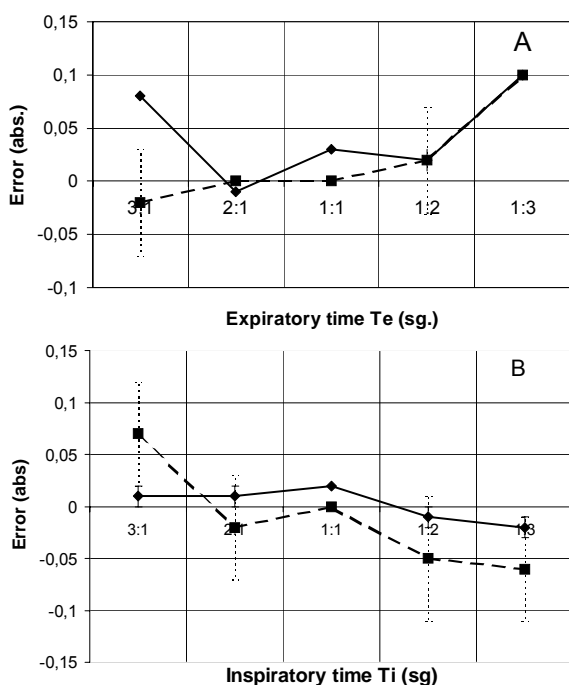 0,15
A
0,1
0,05
0
-0,05
-0,1
Error (abs.)
3:1 2:1 1:1 1:2 1:3
Expiratory time Te (sg.)
0,15
B
0,1
0,05
0
-0,05
-0,1
-0,15
Error (abs)
3:1 2:1 1:1 1:2 1:3
Inspiratory time Ti (sg)